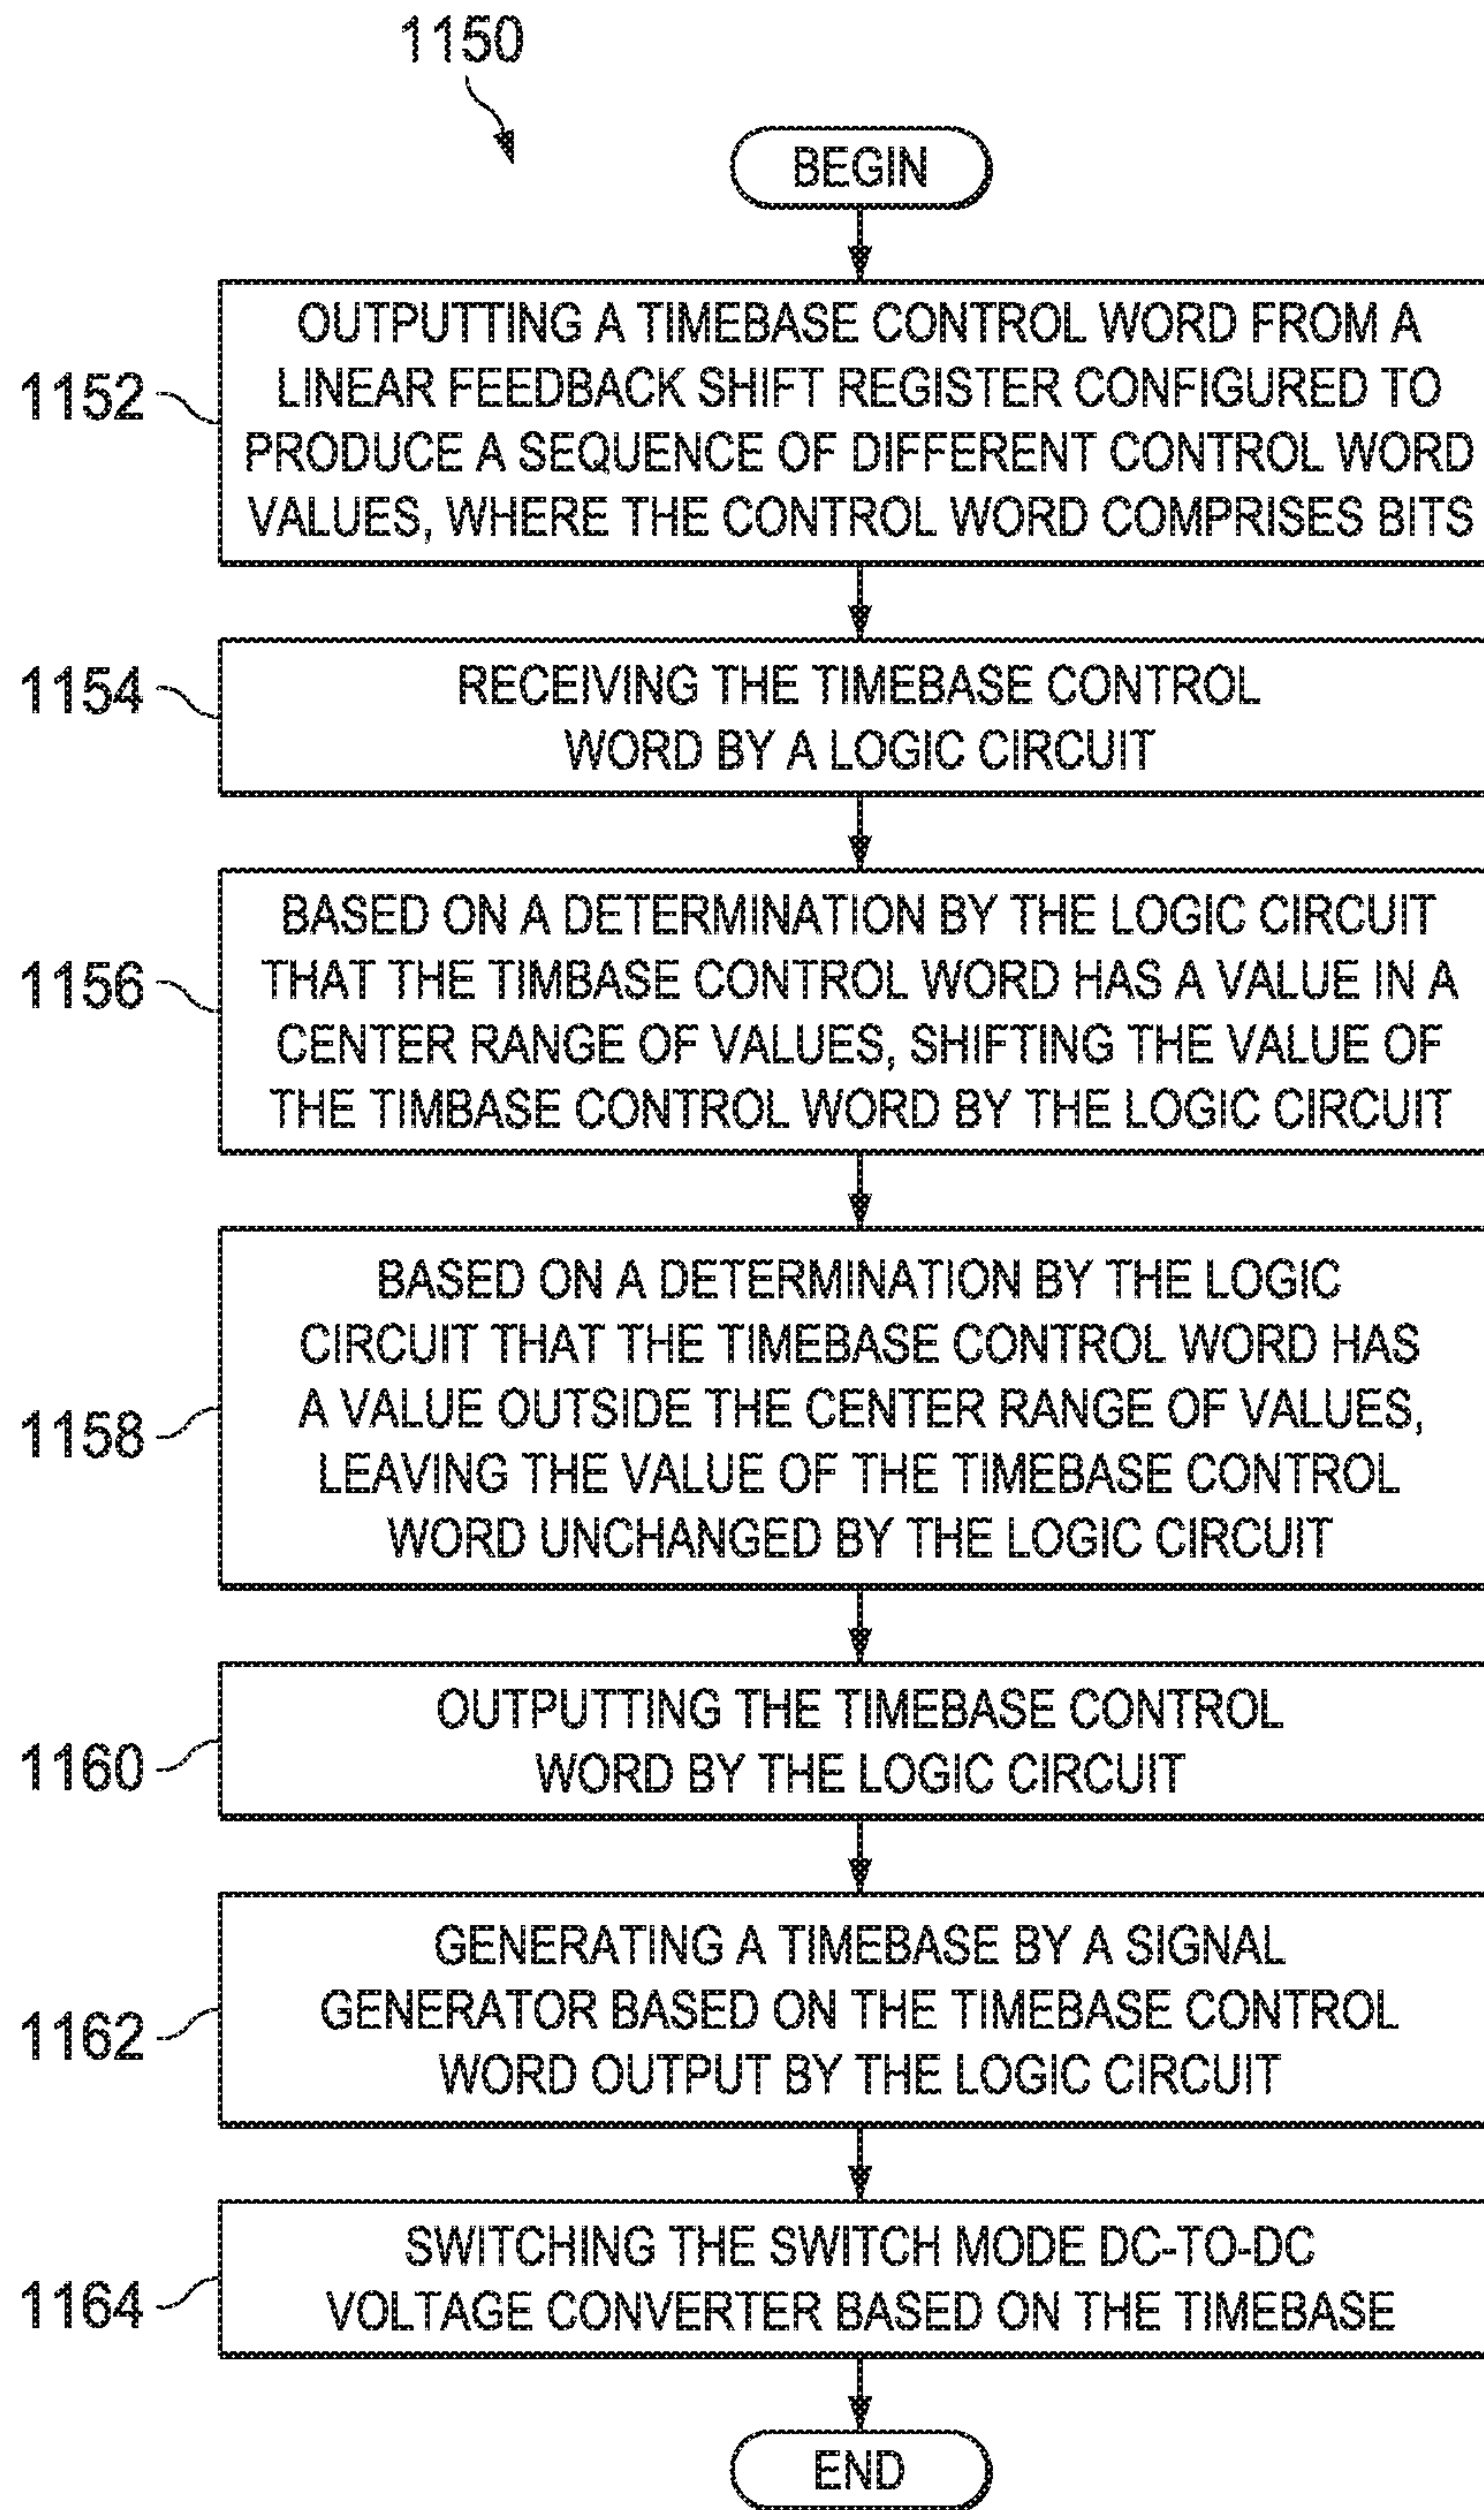 1150
BEGIN
1152
OUTPUTTING A TIMEBASE CONTROL WORD FROM A
LINEAR FEEDBACK SHIFT REGISTER CONFIGURED TO
PRODUCE A SEQUENCE OF DIFFERENT CONTROL WORD
VALUES, WHERE THE CONTROL WORD COMPRISES BITS
1154
RECEIVING THE TIMEBASE CONTROL
WORD BY A LOGIC CIRCUIT
1156
BASED ON A DETERMINATION BY THE LOGIC CIRCUIT
THAT THE TIMBASE CONTROL WORD HAS A VALUE IN A
CENTER RANGE OF VALUES, SHIFTING THE VALUE OF
THE TIMBASE CONTROL WORD BY THE LOGIC CIRCUIT
1158
BASED ON A DETERMINATION BY THE LOGIC
CIRCUIT THAT THE TIMEBASE CONTROL WORD HAS
A VALUE OUTSIDE THE CENTER RANGE OF VALUES,
LEAVING THE VALUE OF THE TIMEBASE CONTROL
WORD UNCHANGED BY THE LOGIC CIRCUIT
1160
OUTPUTTING THE TIMEBASE CONTROL
WORD BY THE LOGIC CIRCUIT
1162
GENERATING A TIMEBASE BY A SIGNAL
GENERATOR BASED ON THE TIMEBASE CONTROL
WORD OUTPUT BY THE LOGIC CIRCUIT
1164
SWITCHING THE SWITCH MODE DC-TO-DC
VOLTAGE CONVERTER BASED ON THE TIMEBASE
END